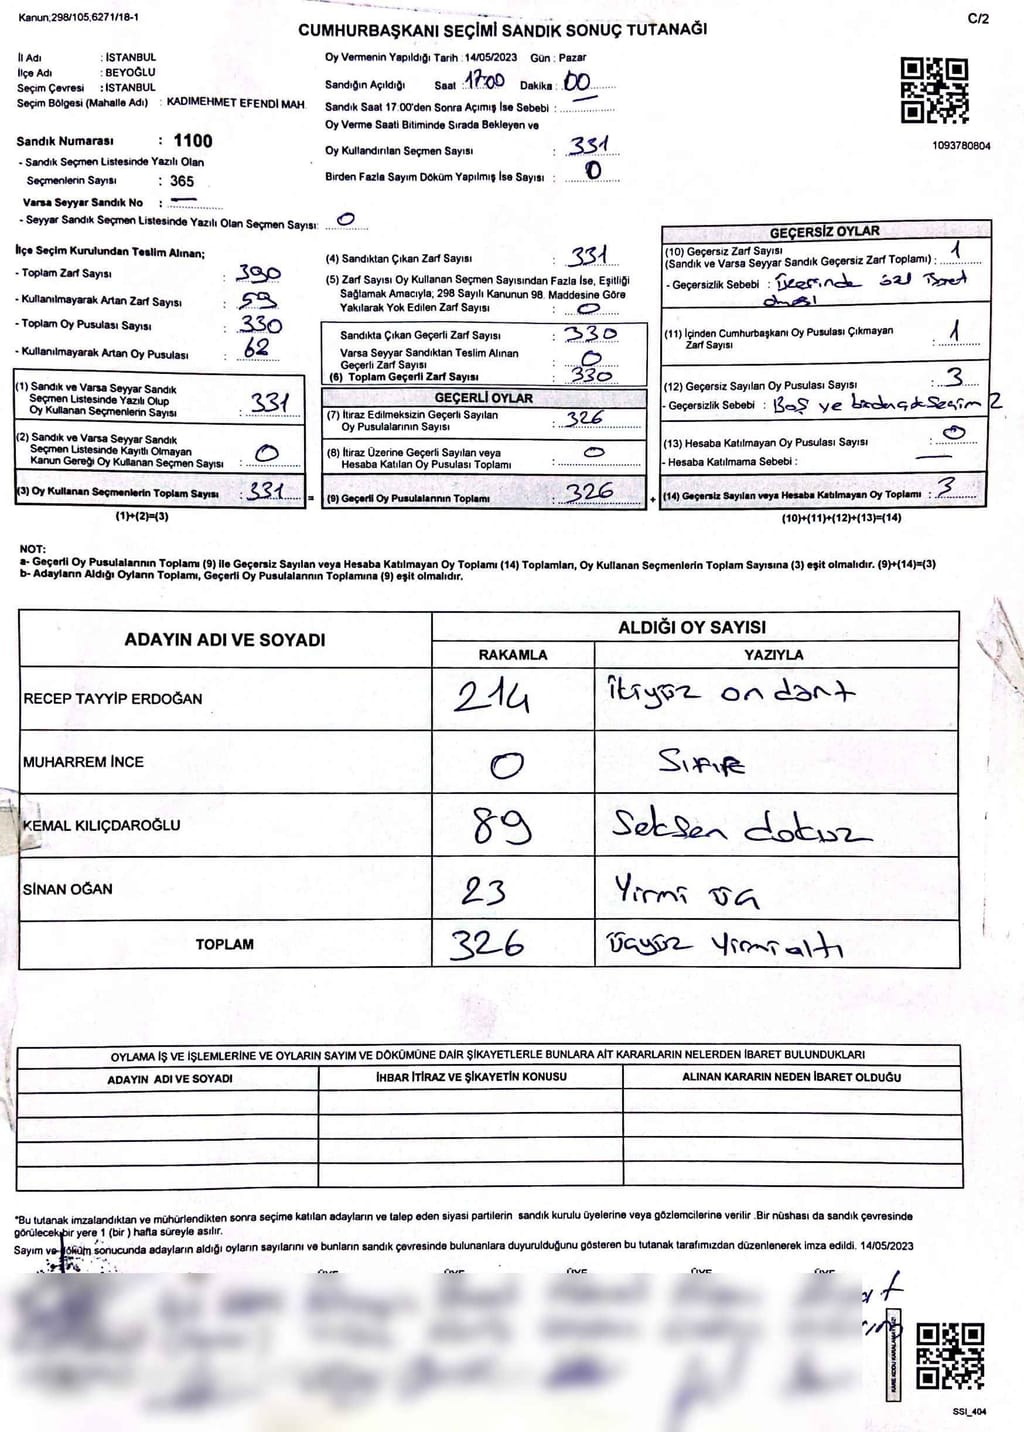 Kanun,298/105,6271/18-1
C/2
CUMHURBAŞKANI SEÇİMİ SANDIK SONUÇ TUTANAĞI
İl Adı : İSTANBUL
İlçe Adı : BEYOĞLU
Seçim Çevresi : İSTANBUL
Seçim Bölgesi (Mahalle Adı) : KADIMEHMET EFENDİ MAH.
Sandık Numarası : 1100
- Sandık Seçmen Listesinde Yazılı Olan
Seçmenlerin Sayısı : 365
Varsa Seyyar Sandık No : —
- Seyyar Sandık Seçmen Listesinde Yazılı Olan Seçmen Sayısı: 0
Oy Vermenin Yapıldığı Tarih : 14/05/2023 Gün : Pazar
Sandığın Açıldığı Saat : 17:00 Dakika : 00
Sandık Saat 17.00'den Sonra Açımış İse Sebebi :
Oy Verme Saati Bitiminde Sırada Bekleyen ve
Oy Kullandırılan Seçmen Sayısı : 331
Birden Fazla Sayım Döküm Yapılmış İse Sayısı : 0
1093780804
İlçe Seçim Kurulundan Teslim Alınan;
- Toplam Zarf Sayısı : 390
- Kullanılmayarak Artan Zarf Sayısı : 59
- Toplam Oy Pusulası Sayısı : 330
- Kullanılmayarak Artan Oy Pusulası : 62
(1) Sandık ve Varsa Seyyar Sandık
Seçmen Listesinde Yazılı Olup
Oy Kullanan Seçmenlerin Sayısı : 331
(2) Sandık ve Varsa Seyyar Sandık
Seçmen Listesinde Kayıtlı Olmayan
Kanun Gereği Oy Kullanan Seçmen Sayısı : 0
(3) Oy Kullanan Seçmenlerin Toplam Sayısı : 331 =
(1)+(2)=(3)
(4) Sandıktan Çıkan Zarf Sayısı : 331
(5) Zarf Sayısı Oy Kullanan Seçmen Sayısından Fazla İse, Eşitliği
Sağlamak Amacıyla; 298 Sayılı Kanunun 98. Maddesine Göre
Yakılarak Yok Edilen Zarf Sayısı : 0
Sandıkta Çıkan Geçerli Zarf Sayısı : 330
Varsa Seyyar Sandıktan Teslim Alınan
Geçerli Zarf Sayısı : 0
(6) Toplam Geçerli Zarf Sayısı : 330
GEÇERLİ OYLAR
(7) İtiraz Edilmeksizin Geçerli Sayılan
Oy Pusulalarının Sayısı : 326
(8) İtiraz Üzerine Geçerli Sayılan veya
Hesaba Katılan Oy Pusulası Toplamı : 0
(9) Geçerli Oy Pusulalarının Toplamı : 326 +
GEÇERSİZ OYLAR
(10) Geçersiz Zarf Sayısı
(Sandık ve Varsa Seyyar Sandık Geçersiz Zarf Toplamı) : 1
- Geçersizlik Sebebi : Üzerinde özel işaret
olması
(11) İçinden Cumhurbaşkanı Oy Pusulası Çıkmayan
Zarf Sayısı : 1
(12) Geçersiz Sayılan Oy Pusulası Sayısı : 3
- Geçersizlik Sebebi : Boş ve birden çok Seçim 2
(13) Hesaba Katılmayan Oy Pusulası Sayısı : 0
- Hesaba Katılmama Sebebi : —
(14) Geçersiz Sayılan veya Hesaba Katılmayan Oy Toplamı : 3
(10)+(11)+(12)+(13)=(14)
NOT:
a- Geçerli Oy Pusulalarının Toplamı (9) ile Geçersiz Sayılan veya Hesaba Katılmayan Oy Toplamı (14) Toplamları, Oy Kullanan Seçmenlerin Toplam Sayısına (3) eşit olmalıdır. (9)+(14)=(3)
b- Adayların Aldığı Oyların Toplamı, Geçerli Oy Pusulalarının Toplamına (9) eşit olmalıdır.
ADAYIN ADI VE SOYADI
ALDIĞI OY SAYISI
RAKAMLA YAZIYLA
RECEP TAYYİP ERDOĞAN 214 İkiyüz on dört
MUHARREM İNCE 0 Sıfır
KEMAL KILIÇDAROĞLU 89 Seksen dokuz
SİNAN OĞAN 23 Yirmi üç
TOPLAM 326 Üçyüz Yirmi altı
OYLAMA İŞ VE İŞLEMLERİNE VE OYLARIN SAYIM VE DÖKÜMÜNE DAİR ŞİKAYETLERLE BUNLARA AİT KARARLARIN NELERDEN İBARET BULUNDUKLARI
ADAYIN ADI VE SOYADI İHBAR İTİRAZ VE ŞİKAYETİN KONUSU ALINAN KARARIN NEDEN İBARET OLDUĞU
*Bu tutanak imzalandıktan ve mühürlendikten sonra seçime katılan adayların ve talep eden siyasi partilerin sandık kurulu üyelerine veya gözlemcilerine verilir .Bir nüshası da sandık çevresinde
görülecek bir yere 1 (bir ) hafta süreyle asılır.
Sayım ve döküm sonucunda adayların aldığı oyların sayılarını ve bunların sandık çevresinde bulunanlara duyurulduğunu gösteren bu tutanak tarafımızdan düzenlenerek imza edildi. 14/05/2023
SSI_404